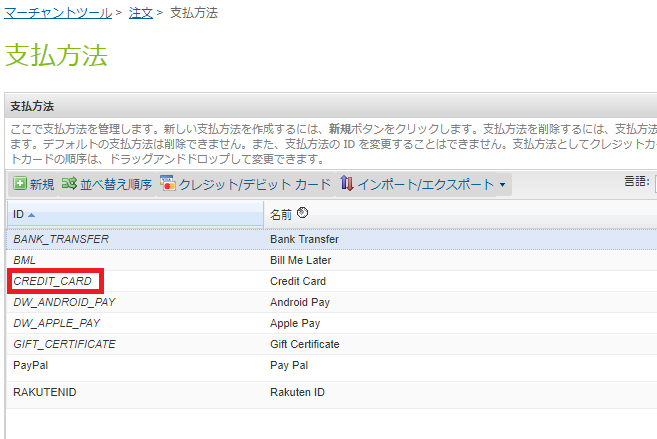 マーチャントツール > 注文 > 支払方法
支払方法
支払方法
ここで支払方法を管理します。新しい支払方法を作成するには、新規ボタンをクリックします。支払方法を削除するには、支払方法
ます。デフォルトの支払方法は削除できません。また、支払方法の ID を変更することはできません。支払方法としてクレジットカー
トカードの順序は、ドラッグアンドドロップして変更できます。
新規 並べ替え順序 クレジット/デビット カード インポート/エクスポート 言語:
ID 名前
BANK_TRANSFER Bank Transfer
BML Bill Me Later
CREDIT_CARD Credit Card
DW_ANDROID_PAY Android Pay
DW_APPLE_PAY Apple Pay
GIFT_CERTIFICATE Gift Certificate
PayPal Pay Pal
RAKUTENID Rakuten ID